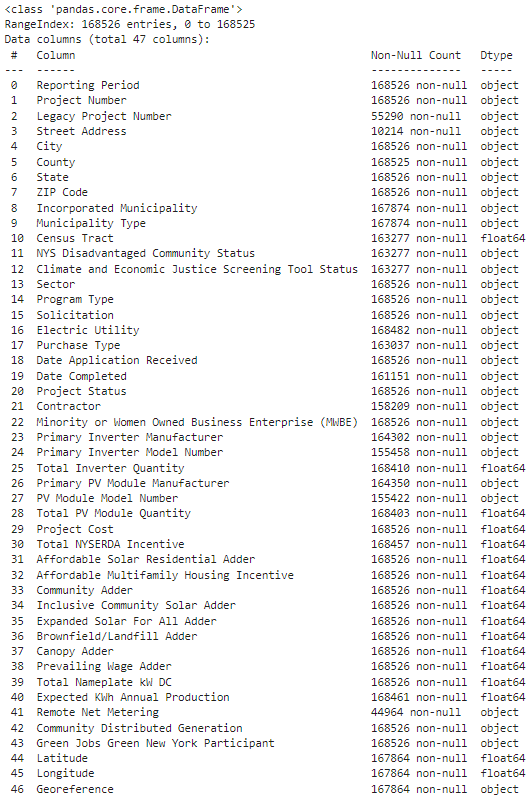 <class 'pandas.core.frame.DataFrame'>
RangeIndex: 168526 entries, 0 to 168525
Data columns (total 47 columns):
 #   Column                                            Non-Null Count   Dtype
---  ------                                            --------------   -----
 0   Reporting Period                                  168526 non-null  object
 1   Project Number                                    168526 non-null  object
 2   Legacy Project Number                             55290 non-null   object
 3   Street Address                                    10214 non-null   object
 4   City                                              168526 non-null  object
 5   County                                            168525 non-null  object
 6   State                                             168526 non-null  object
 7   ZIP Code                                          168526 non-null  object
 8   Incorporated Municipality                         167874 non-null  object
 9   Municipality Type                                 167874 non-null  object
 10  Census Tract                                      163277 non-null  float64
 11  NYS Disadvantaged Community Status                163277 non-null  object
 12  Climate and Economic Justice Screening Tool Status  163277 non-null  object
 13  Sector                                            168526 non-null  object
 14  Program Type                                      168526 non-null  object
 15  Solicitation                                      168526 non-null  object
 16  Electric Utility                                  168482 non-null  object
 17  Purchase Type                                     163037 non-null  object
 18  Date Application Received                         168526 non-null  object
 19  Date Completed                                    161151 non-null  object
 20  Project Status                                    168526 non-null  object
 21  Contractor                                        158209 non-null  object
 22  Minority or Women Owned Business Enterprise (MWBE)  168526 non-null  object
 23  Primary Inverter Manufacturer                     164302 non-null  object
 24  Primary Inverter Model Number                     155458 non-null  object
 25  Total Inverter Quantity                           168410 non-null  float64
 26  Primary PV Module Manufacturer                    164350 non-null  object
 27  PV Module Model Number                            155422 non-null  object
 28  Total PV Module Quantity                          168403 non-null  float64
 29  Project Cost                                      168526 non-null  float64
 30  Total NYSERDA Incentive                           168457 non-null  float64
 31  Affordable Solar Residential Adder                168526 non-null  float64
 32  Affordable Multifamily Housing Incentive          168526 non-null  float64
 33  Community Adder                                   168526 non-null  float64
 34  Inclusive Community Solar Adder                   168526 non-null  float64
 35  Expanded Solar For All Adder                      168526 non-null  float64
 36  Brownfield/Landfill Adder                         168526 non-null  float64
 37  Canopy Adder                                      168526 non-null  float64
 38  Prevailing Wage Adder                             168526 non-null  float64
 39  Total Nameplate kW DC                             168526 non-null  float64
 40  Expected KWh Annual Production                    168461 non-null  float64
 41  Remote Net Metering                               44964 non-null   object
 42  Community Distributed Generation                  168526 non-null  object
 43  Green Jobs Green New York Participant             168526 non-null  object
 44  Latitude                                          167864 non-null  float64
 45  Longitude                                         167864 non-null  float64
 46  Georeference                                      167864 non-null  object